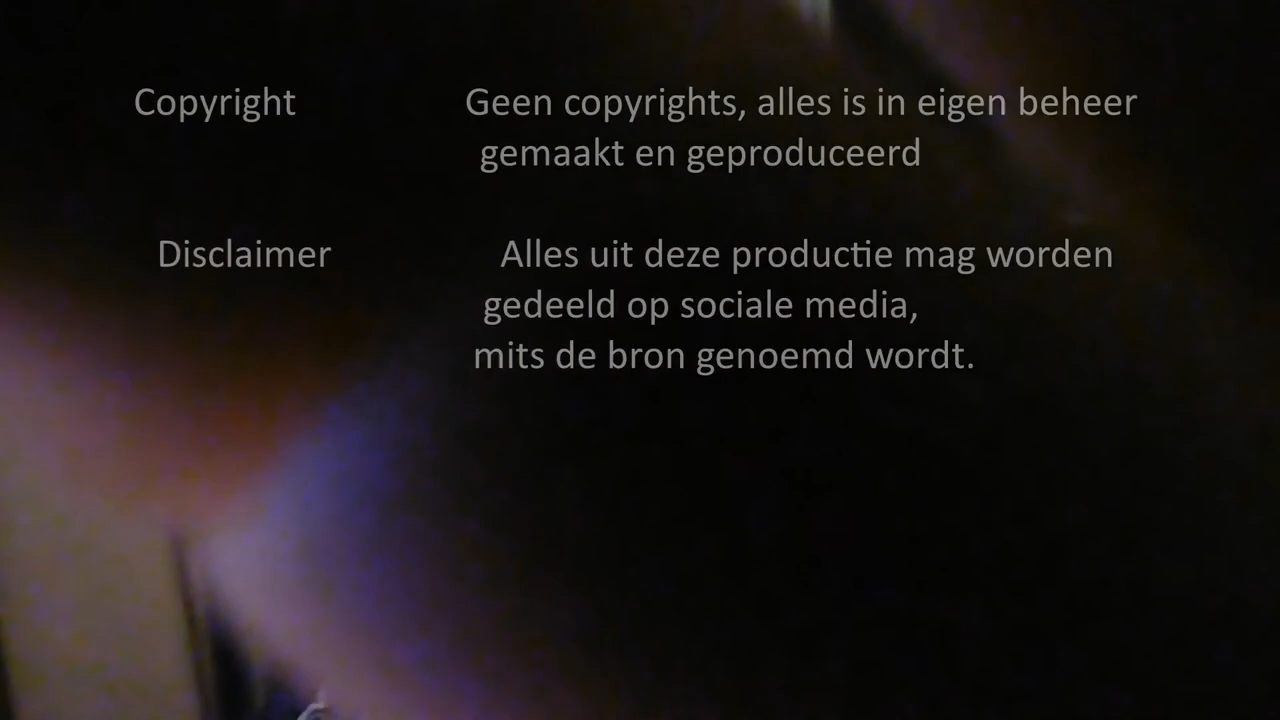 Copyright Geen copyrights, alles is in eigen beheer
gemaakt en geproduceerd
Disclaimer Alles uit deze productie mag worden
gedeeld op sociale media,
mits de bron genoemd wordt.